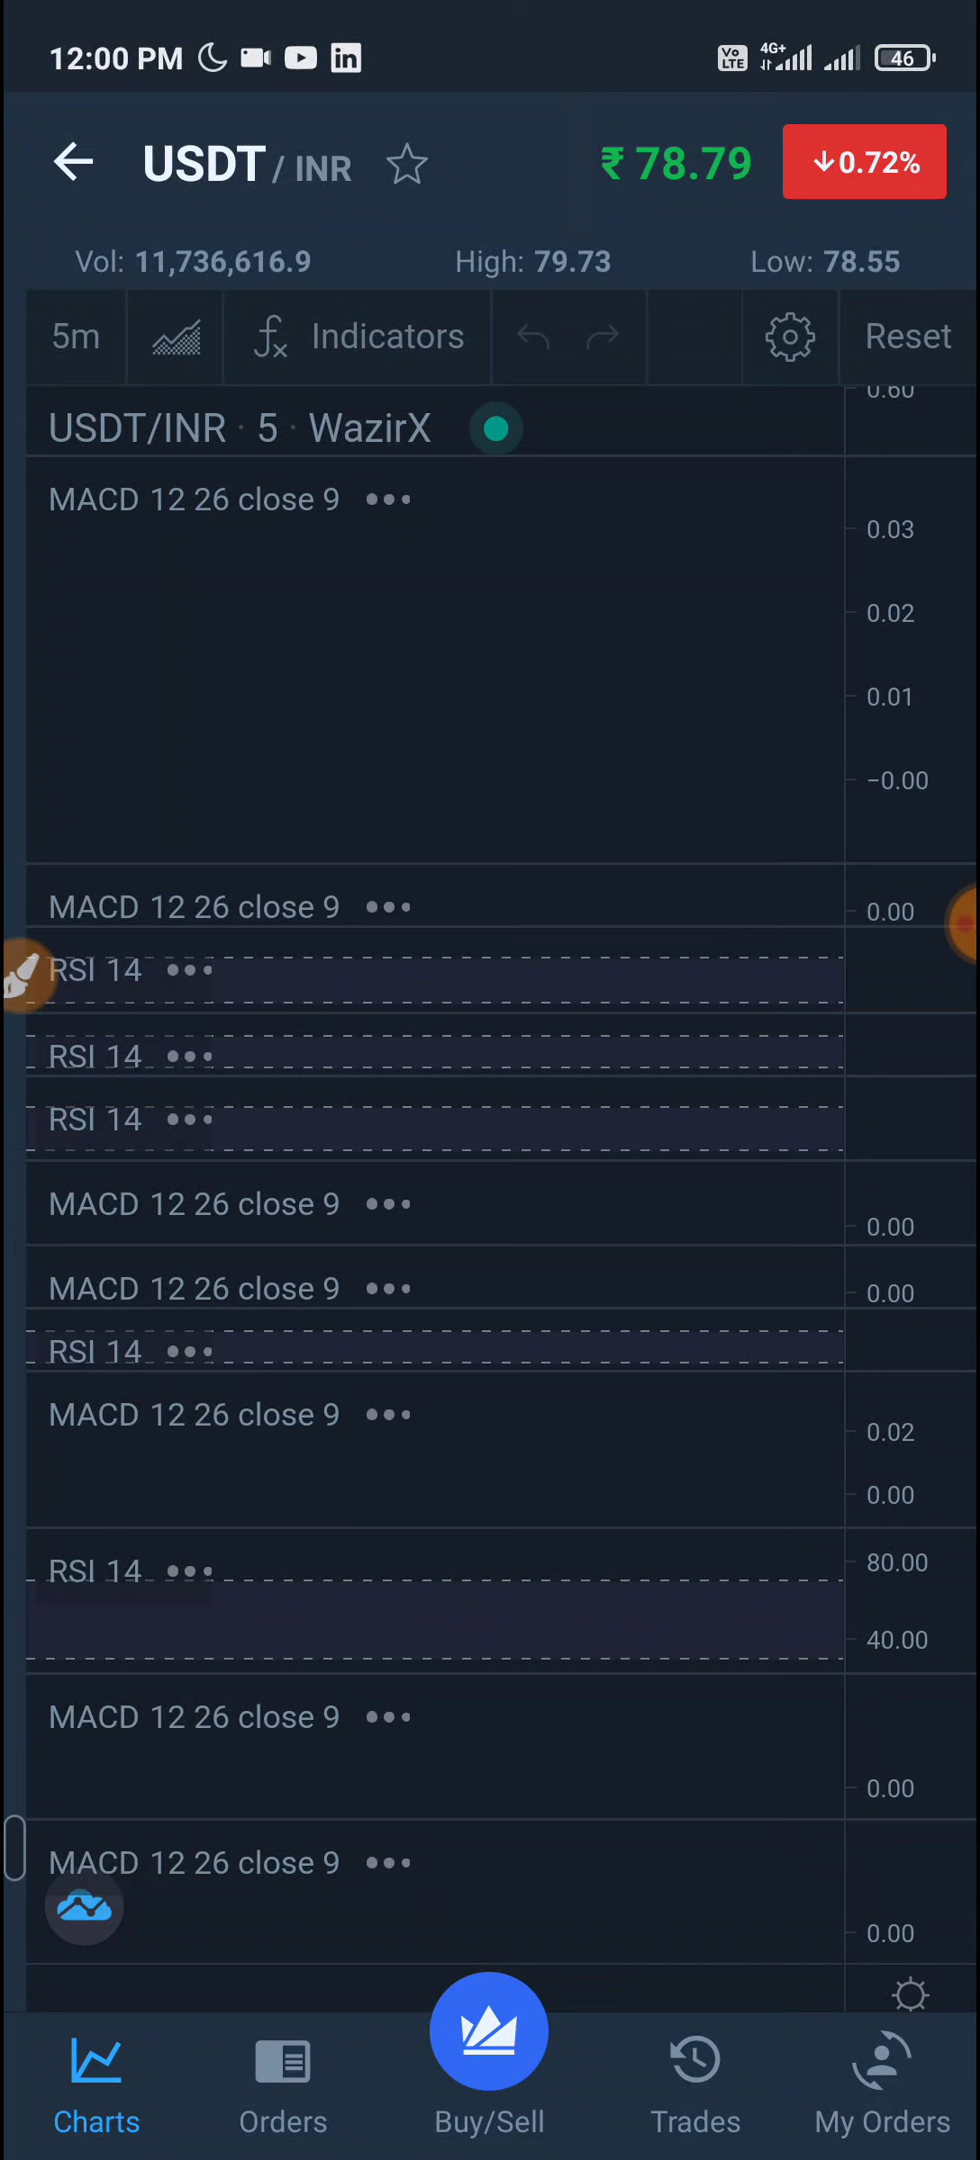 12:00 PM VoLTE 4G+ 46
USDT / INR ₹ 78.79 ↓0.72%
Vol: 11,736,616.9 High: 79.73 Low: 78.55
5m Indicators Reset
0.60
USDT/INR · 5 · WazirX
MACD 12 26 close 9
0.03
0.02
0.01
−0.00
MACD 12 26 close 9
0.00
RSI 14
RSI 14
RSI 14
MACD 12 26 close 9
0.00
MACD 12 26 close 9
0.00
RSI 14
MACD 12 26 close 9
0.02
0.00
RSI 14
80.00
40.00
MACD 12 26 close 9
0.00
MACD 12 26 close 9
0.00
Charts Orders Buy/Sell Trades My Orders